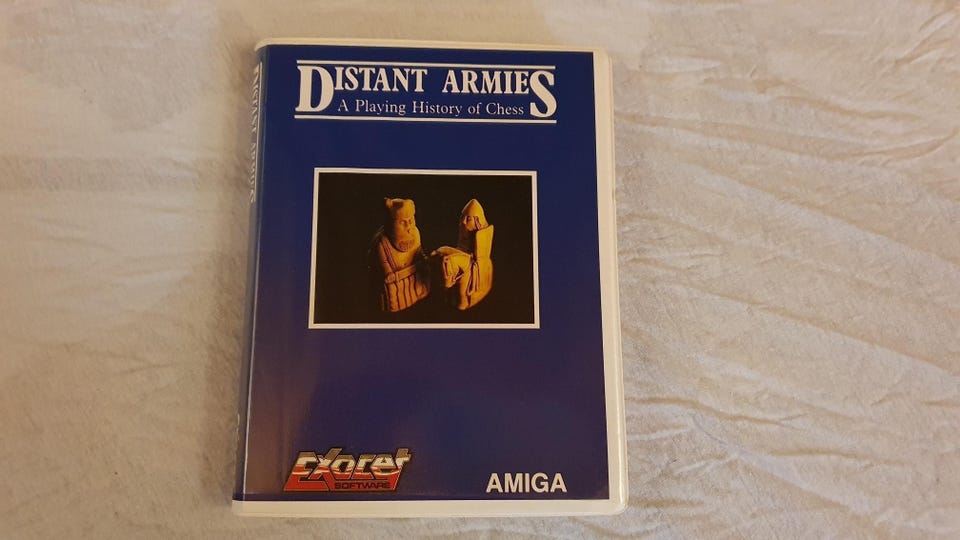 DISTANT ARMIES
A Playing History of Chess
DISTANT ARMIES
exocet
SOFTWARE
AMIGA